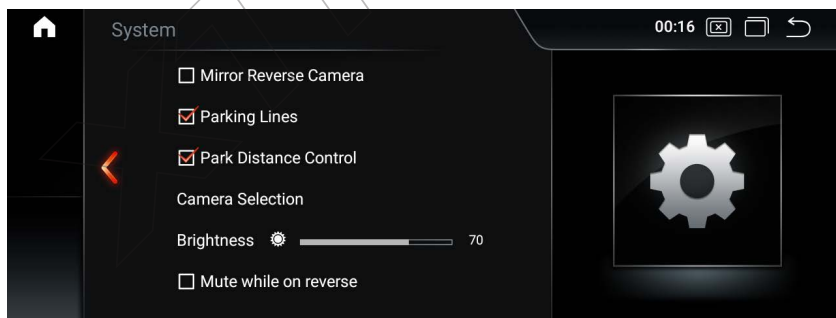 System
00:16
Mirror Reverse Camera
Parking Lines
Park Distance Control
Camera Selection
Brightness 70
Mute while on reverse